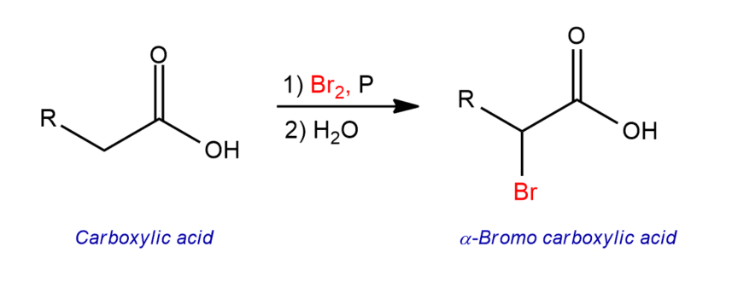 O
R
OH
1) Br₂, P
2) H₂O
O
R
OH
Br
Carboxylic acid
α-Bromo carboxylic acid